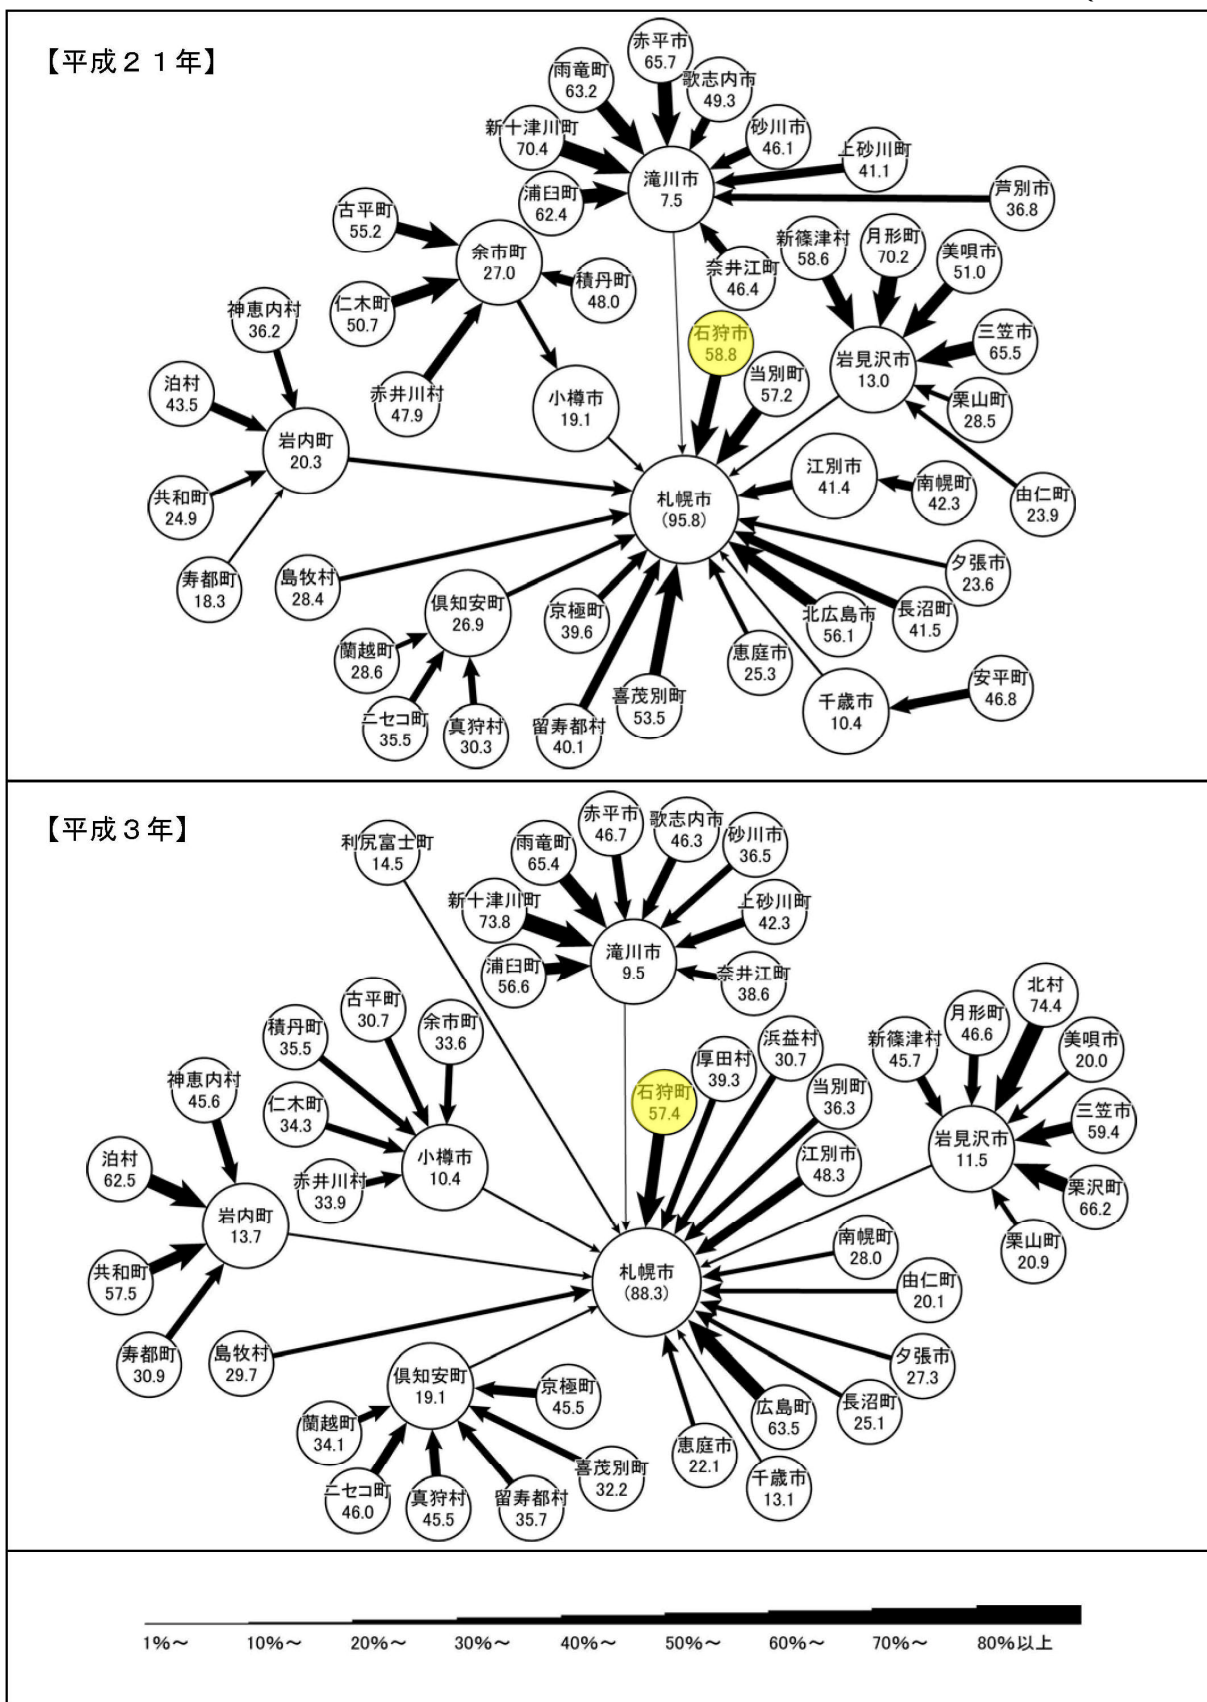 【平成２１年】
赤平市
65.7
雨竜町
63.2
歌志内市
49.3
新十津川町
70.4
砂川市
46.1
上砂川町
41.1
滝川市
7.5
芦別市
36.8
浦臼町
62.4
古平町
55.2
余市町
27.0
奈井江町
46.4
新篠津村
58.6
月形町
70.2
美唄市
51.0
積丹町
48.0
仁木町
50.7
神恵内村
36.2
石狩市
58.8
三笠市
65.5
岩見沢市
13.0
当別町
57.2
泊村
43.5
赤井川村
47.9
小樽市
19.1
栗山町
28.5
岩内町
20.3
江別市
41.4
南幌町
42.3
由仁町
23.9
共和町
24.9
札幌市
(95.8)
寿都町
18.3
島牧村
28.4
夕張市
23.6
倶知安町
26.9
京極町
39.6
北広島市
56.1
長沼町
41.5
蘭越町
28.6
恵庭市
25.3
喜茂別町
53.5
千歳市
10.4
安平町
46.8
ニセコ町
35.5
真狩村
30.3
留寿都村
40.1
【平成３年】
利尻富士町
14.5
赤平市
46.7
歌志内市
46.3
雨竜町
65.4
砂川市
36.5
新十津川町
73.8
上砂川町
42.3
滝川市
9.5
浦臼町
56.6
奈井江町
38.6
古平町
30.7
積丹町
35.5
余市町
33.6
北村
74.4
月形町
46.6
新篠津村
45.7
美唄市
20.0
浜益村
30.7
厚田村
39.3
神恵内村
45.6
石狩町
57.4
当別町
36.3
仁木町
34.3
三笠市
59.4
岩見沢市
11.5
小樽市
10.4
江別市
48.3
泊村
62.5
赤井川村
33.9
栗沢町
66.2
岩内町
13.7
栗山町
20.9
南幌町
28.0
共和町
57.5
札幌市
(88.3)
由仁町
20.1
寿都町
30.9
島牧村
29.7
夕張市
27.3
倶知安町
19.1
京極町
45.5
長沼町
25.1
広島町
63.5
蘭越町
34.1
恵庭市
22.1
喜茂別町
32.2
千歳市
13.1
ニセコ町
46.0
真狩村
45.5
留寿都村
35.7
1%～ 10%～ 20%～ 30%～ 40%～ 50%～ 60%～ 70%～ 80%以上